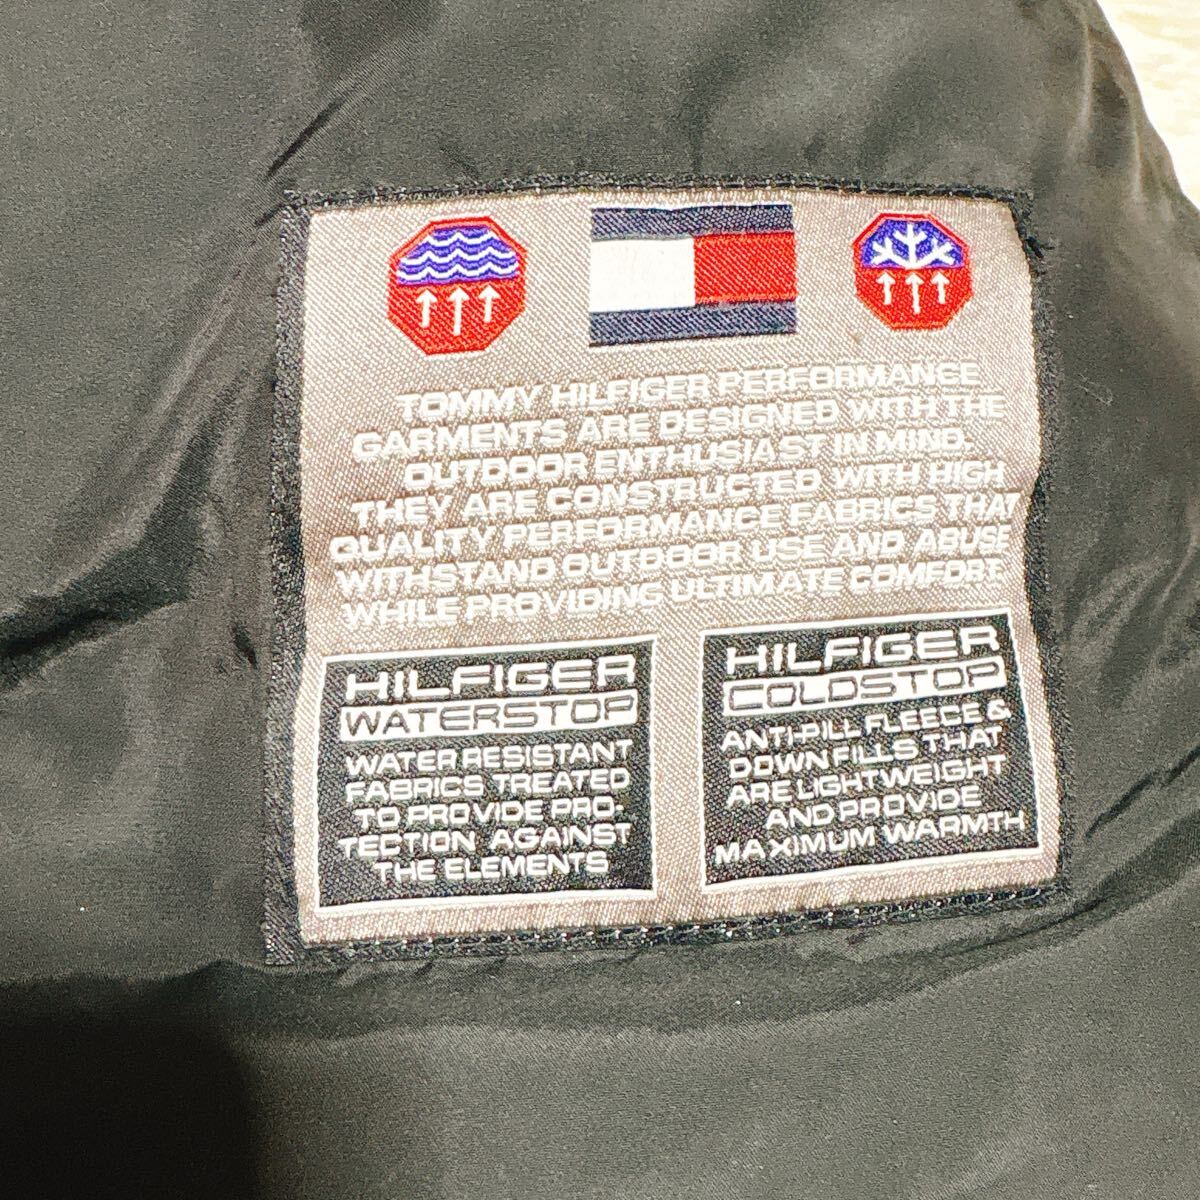 TOMMY HILFIGER PERFORMANCE
GARMENTS ARE DESIGNED WITH THE
OUTDOOR ENTHUSIAST IN MIND.
THEY ARE CONSTRUCTED WITH HIGH
QUALITY PERFORMANCE FABRICS THAT
WITHSTAND OUTDOOR USE AND ABUSE
WHILE PROVIDING ULTIMATE COMFORT.
HILFIGER
WATERSTOP
WATER RESISTANT
FABRICS TREATED
TO PROVIDE PRO-
TECTION AGAINST
THE ELEMENTS
HILFIGER
COLDSTOP
ANTI-PILL FLEECE &
DOWN FILLS THAT
ARE LIGHTWEIGHT
AND PROVIDE
MAXIMUM WARMTH